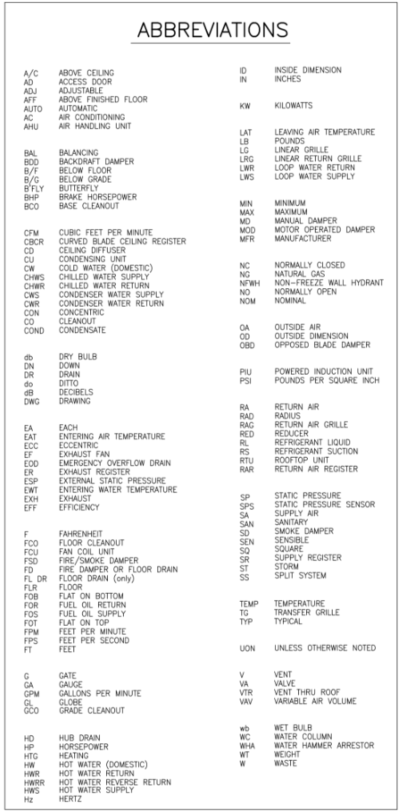 ABBREVIATIONS
A/C ABOVE CEILING
AD ACCESS DOOR
ADJ ADJUSTABLE
AFF ABOVE FINISHED FLOOR
AUTO AUTOMATIC
AC AIR CONDITIONING
AHU AIR HANDLING UNIT
BAL BALANCING
BDD BACKDRAFT DAMPER
B/F BELOW FLOOR
B/G BELOW GRADE
B'FLY BUTTERFLY
BHP BRAKE HORSEPOWER
BCO BASE CLEANOUT
CFM CUBIC FEET PER MINUTE
CBCR CURVED BLADE CEILING REGISTER
CD CEILING DIFFUSER
CU CONDENSING UNIT
CW COLD WATER (DOMESTIC)
CHWS CHILLED WATER SUPPLY
CHWR CHILLED WATER RETURN
CWS CONDENSER WATER SUPPLY
CWR CONDENSER WATER RETURN
CON CONCENTRIC
CO CLEANOUT
COND CONDENSATE
db DRY BULB
DN DOWN
DR DRAIN
do DITTO
dB DECIBELS
DWG DRAWING
EA EACH
EAT ENTERING AIR TEMPERATURE
ECC ECCENTRIC
EF EXHAUST FAN
EOD EMERGENCY OVERFLOW DRAIN
ER EXHAUST REGISTER
ESP EXTERNAL STATIC PRESSURE
EWT ENTERING WATER TEMPERATURE
EXH EXHAUST
EFF EFFICIENCY
F FAHRENHEIT
FCO FLOOR CLEANOUT
FCU FAN COIL UNIT
FSD FIRE/SMOKE DAMPER
FD FIRE DAMPER OR FLOOR DRAIN
FL DR FLOOR DRAIN (only)
FLR FLOOR
FOB FLAT ON BOTTOM
FOR FUEL OIL RETURN
FOS FUEL OIL SUPPLY
FOT FLAT ON TOP
FPM FEET PER MINUTE
FPS FEET PER SECOND
FT FEET
G GATE
GA GAUGE
GPM GALLONS PER MINUTE
GL GLOBE
GCO GRADE CLEANOUT
HD HUB DRAIN
HP HORSEPOWER
HTG HEATING
HW HOT WATER (DOMESTIC)
HWR HOT WATER RETURN
HWRR HOT WATER REVERSE RETURN
HWS HOT WATER SUPPLY
Hz HERTZ
ID INSIDE DIMENSION
IN INCHES
KW KILOWATTS
LAT LEAVING AIR TEMPERATURE
LB POUNDS
LG LINEAR GRILLE
LRG LINEAR RETURN GRILLE
LWR LOOP WATER RETURN
LWS LOOP WATER SUPPLY
MIN MINIMUM
MAX MAXIMUM
MD MANUAL DAMPER
MOD MOTOR OPERATED DAMPER
MFR MANUFACTURER
NC NORMALLY CLOSED
NG NATURAL GAS
NFWH NON-FREEZE WALL HYDRANT
NO NORMALLY OPEN
NOM NOMINAL
OA OUTSIDE AIR
OD OUTSIDE DIMENSION
OBD OPPOSED BLADE DAMPER
PIU POWERED INDUCTION UNIT
PSI POUNDS PER SQUARE INCH
RA RETURN AIR
RAD RADIUS
RAG RETURN AIR GRILLE
RED REDUCER
RL REFRIGERANT LIQUID
RS REFRIGERANT SUCTION
RTU ROOFTOP UNIT
RAR RETURN AIR REGISTER
SP STATIC PRESSURE
SPS STATIC PRESSURE SENSOR
SA SUPPLY AIR
SAN SANITARY
SD SMOKE DAMPER
SEN SENSIBLE
SQ SQUARE
SR SUPPLY REGISTER
ST STORM
SS SPLIT SYSTEM
TEMP TEMPERATURE
TG TRANSFER GRILLE
TYP TYPICAL
UON UNLESS OTHERWISE NOTED
V VENT
VA VALVE
VTR VENT THRU ROOF
VAV VARIABLE AIR VOLUME
wb WET BULB
WC WATER COLUMN
WHA WATER HAMMER ARRESTOR
WT WEIGHT
W WASTE